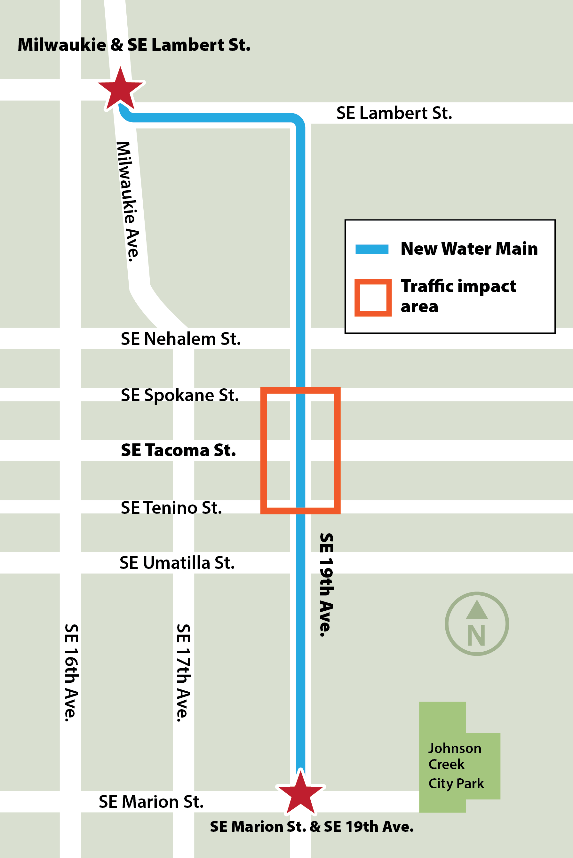 Milwaukie & SE Lambert St.
SE Lambert St.
Milwaukie Ave.
New Water Main
Traffic impact
area
SE Nehalem St.
SE Spokane St.
SE Tacoma St.
SE Tenino St.
SE Umatilla St.
SE 19th Ave.
SE 16th Ave.
SE 17th Ave.
N
Johnson
Creek
City Park
SE Marion St.
SE Marion St. & SE 19th Ave.